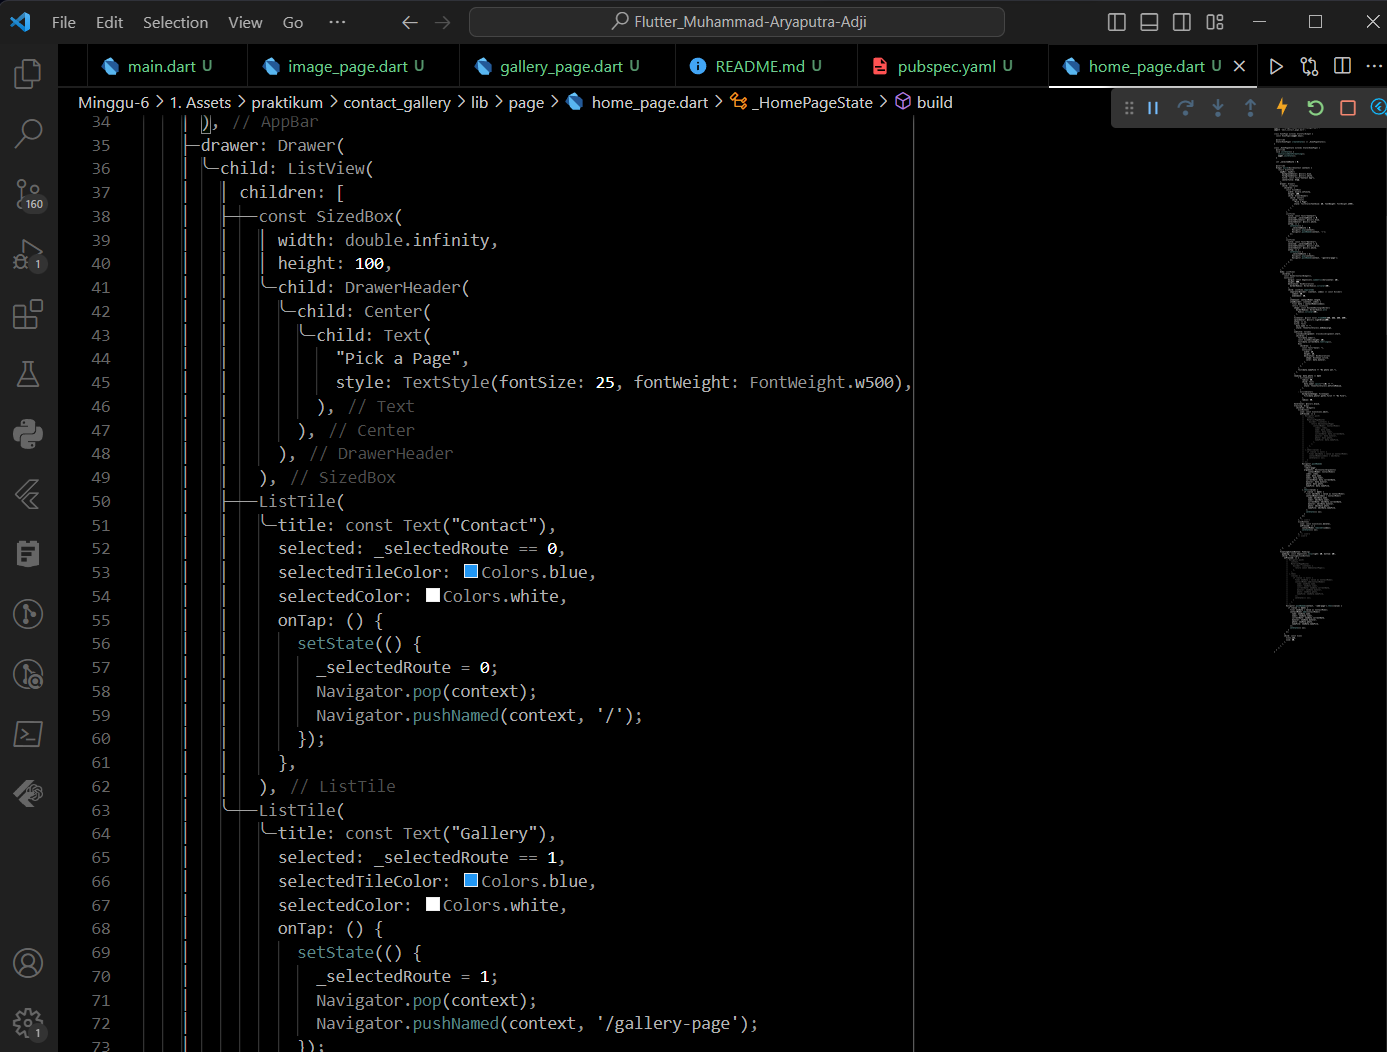 File Edit Selection View Go ··· Flutter_Muhammad-Aryaputra-Adji
main.dart U image_page.dart U gallery_page.dart U README.md U pubspec.yaml U home_page.dart U
Minggu-6 > 1. Assets > praktikum > contact_gallery > lib > page > home_page.dart > _HomePageState > build
34 ), // AppBar
35 drawer: Drawer(
36 child: ListView(
37 children: [
38 const SizedBox(
39 width: double.infinity,
40 height: 100,
41 child: DrawerHeader(
42 child: Center(
43 child: Text(
44 "Pick a Page",
45 style: TextStyle(fontSize: 25, fontWeight: FontWeight.w500),
46 ), // Text
47 ), // Center
48 ), // DrawerHeader
49 ), // SizedBox
50 ListTile(
51 title: const Text("Contact"),
52 selected: _selectedRoute == 0,
53 selectedTileColor: Colors.blue,
54 selectedColor: Colors.white,
55 onTap: () {
56 setState(() {
57 _selectedRoute = 0;
58 Navigator.pop(context);
59 Navigator.pushNamed(context, '/');
60 });
61 },
62 ), // ListTile
63 ListTile(
64 title: const Text("Gallery"),
65 selected: _selectedRoute == 1,
66 selectedTileColor: Colors.blue,
67 selectedColor: Colors.white,
68 onTap: () {
69 setState(() {
70 _selectedRoute = 1;
71 Navigator.pop(context);
72 Navigator.pushNamed(context, '/gallery-page');
73 });
160
1
1